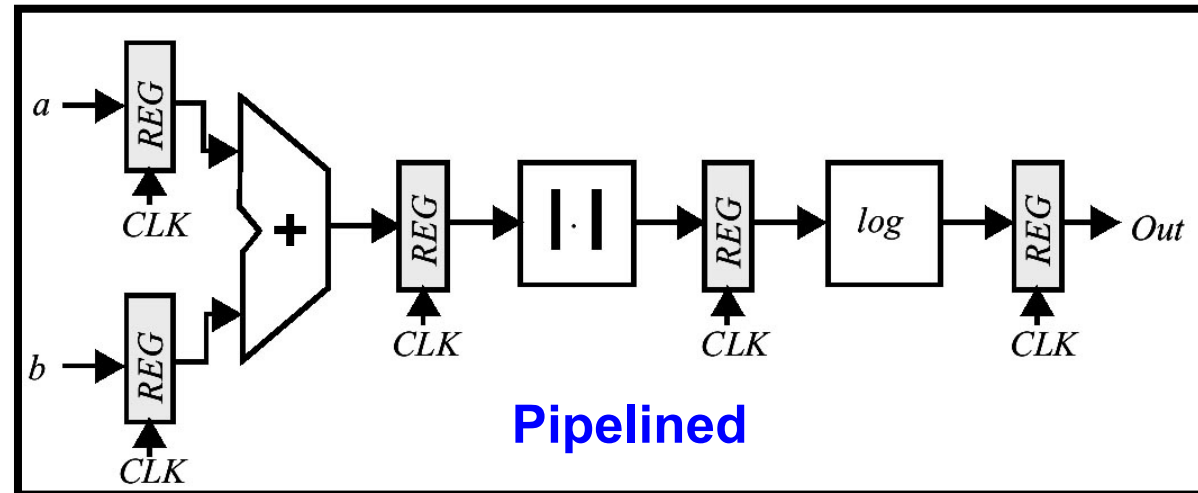 a
REG
CLK
b
REG
CLK
+
REG
CLK
|·|
REG
CLK
log
REG
CLK
Out
Pipelined